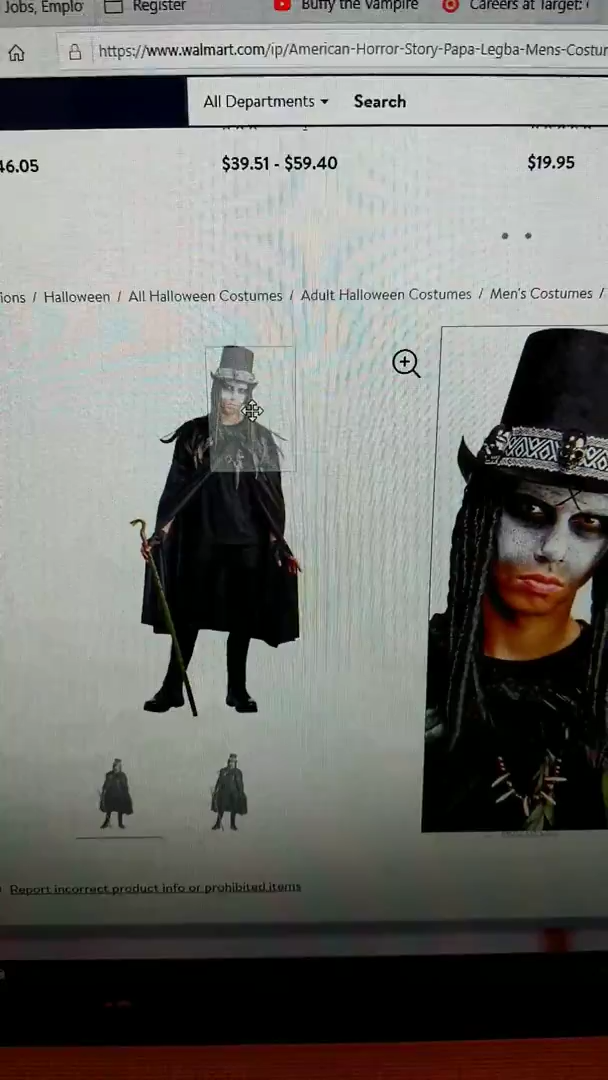 Jobs, Emplo Register Buffy the Vampire Careers at Target:
https://www.walmart.com/ip/American-Horror-Story-Papa-Legba-Mens-Costu
All Departments Search
46.05 $39.51 - $59.40 $19.95
ions / Halloween / All Halloween Costumes / Adult Halloween Costumes / Men's Costumes /
Report incorrect product info or prohibited items